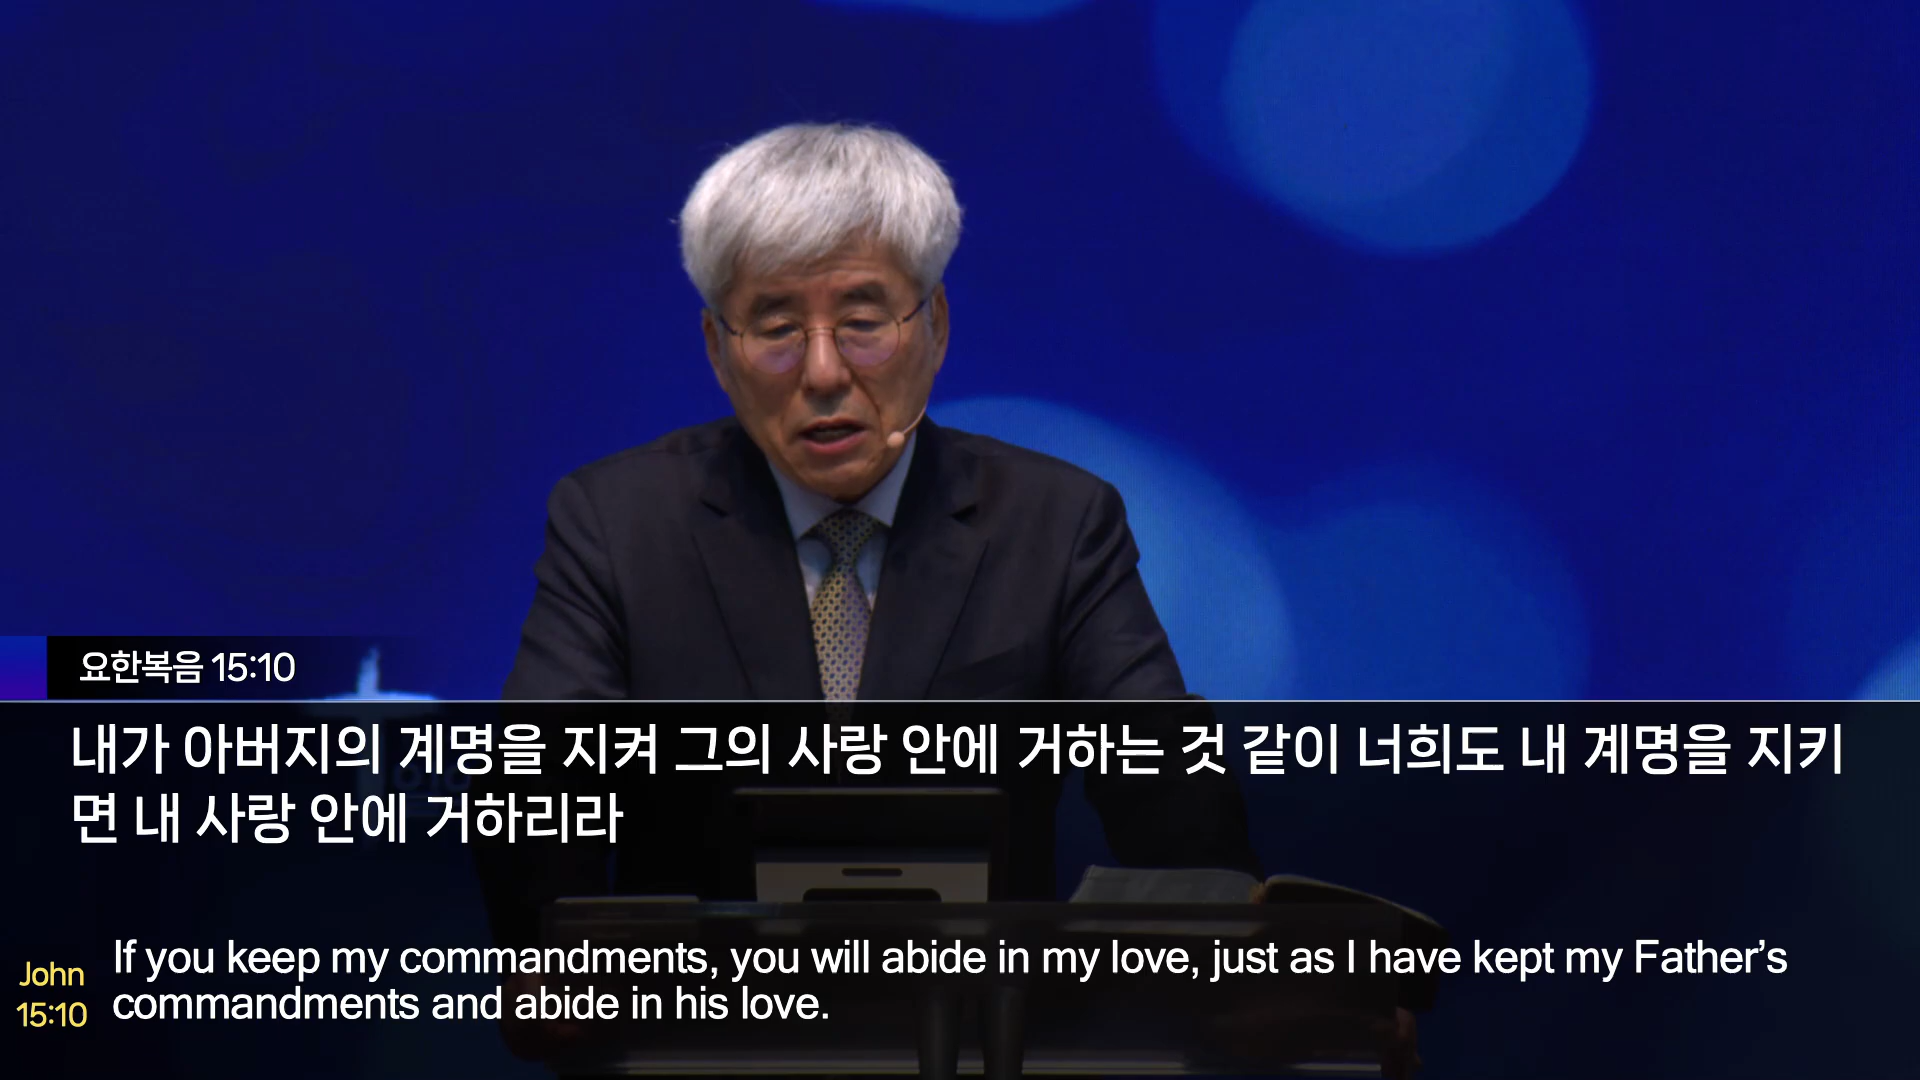 요한복음 15:10
내가 아버지의 계명을 지켜 그의 사랑 안에 거하는 것 같이 너희도 내 계명을 지키
면 내 사랑 안에 거하리라
John
15:10
If you keep my commandments, you will abide in my love, just as I have kept my Father’s
commandments and abide in his love.